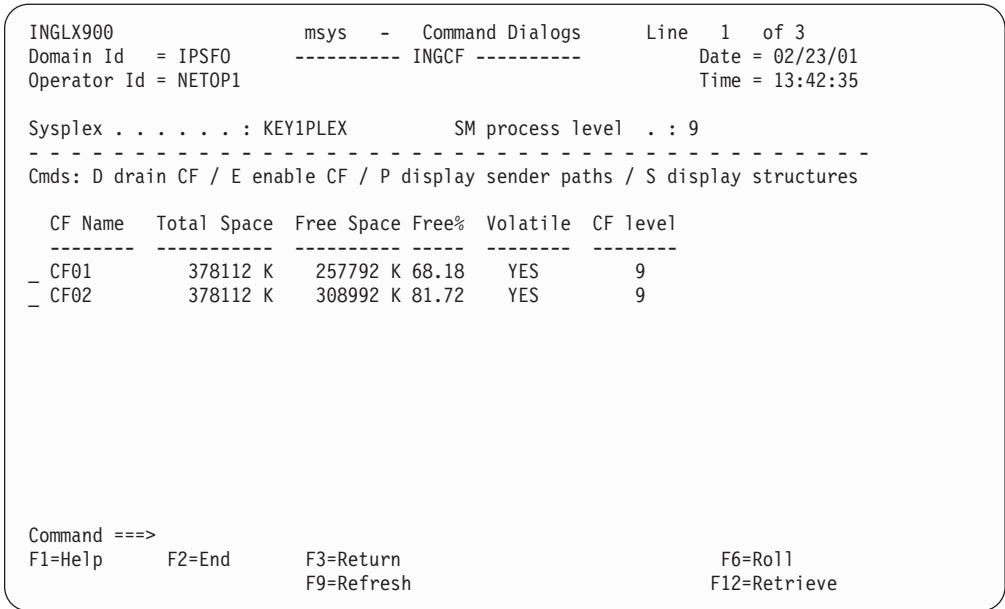 INGLX900 msys - Command Dialogs Line 1 of 3
Domain Id = IPSFO ---------- INGCF ---------- Date = 02/23/01
Operator Id = NETOP1 Time = 13:42:35
Sysplex . . . . . . : KEY1PLEX SM process level . : 9
- - - - - - - - - - - - - - - - - - - - - - - - - - - - - - - - - - - - - - - -
Cmds: D drain CF / E enable CF / P display sender paths / S display structures
CF Name Total Space Free Space Free% Volatile CF level
-------- ----------- ---------- ----- -------- --------
_ CF01 378112 K 257792 K 68.18 YES 9
_ CF02 378112 K 308992 K 81.72 YES 9
Command ===>
F1=Help F2=End F3=Return F6=Roll
F9=Refresh F12=Retrieve